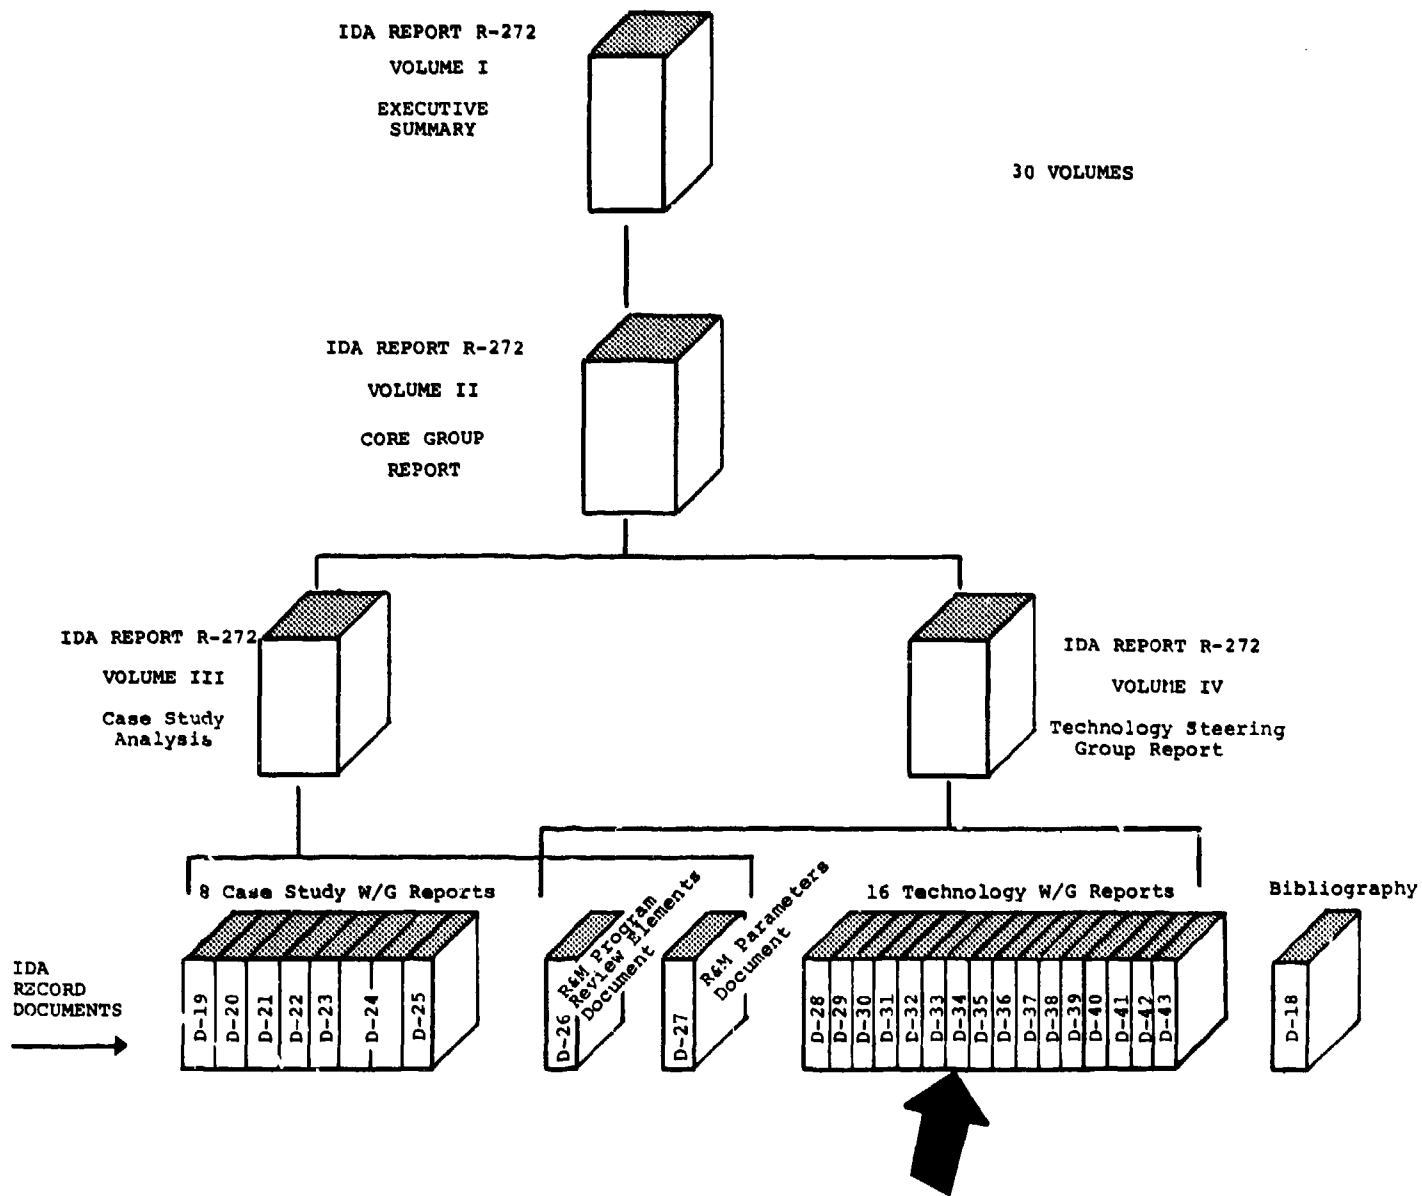 IDA REPORT R-272
VOLUME I
EXECUTIVE
SUMMARY
30 VOLUMES
IDA REPORT R-272
VOLUME II
CORE GROUP
REPORT
IDA REPORT R-272
VOLUME III
Case Study
Analysis
IDA REPORT R-272
VOLUME IV
Technology Steering
Group Report
8 Case Study W/G Reports
R&M Program
Review Elements
Document
R&M Parameters
Document
16 Technology W/G Reports
Bibliography
IDA
RECORD
DOCUMENTS
D-19
D-20
D-21
D-22
D-23
D-24
D-25
D-26
D-27
D-28
D-29
D-30
D-31
D-32
D-33
D-34
D-35
D-36
D-37
D-38
D-39
D-40
D-41
D-42
D-43
D-18